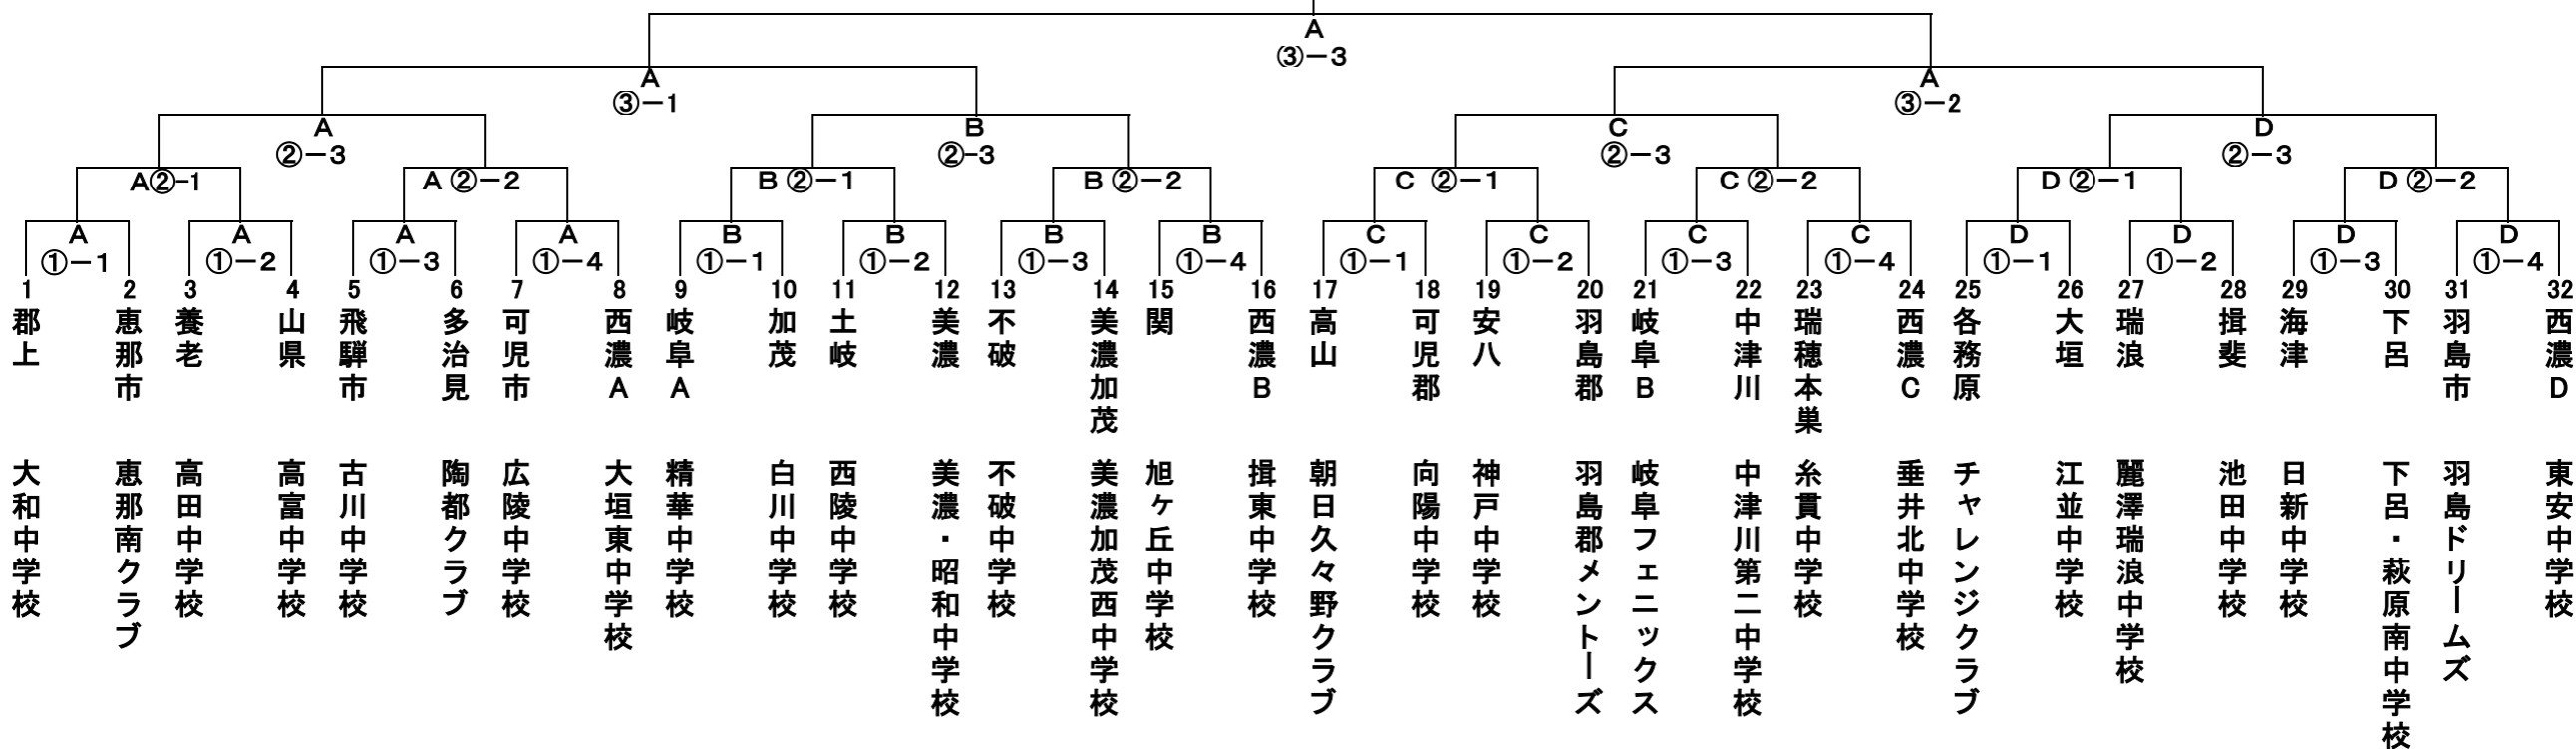 A
③－3
A
③－1
A
③－2
A
②－3
B
②-3
C
②－3
D
②－3
A②-1
A ②－2
B ②－1
B ②－2
C ②－1
C ②－2
D ②－1
D ②－2
A
①－1
A
①－2
A
①－3
A
①－4
B
①－1
B
①－2
B
①－3
B
①－4
C
①－1
C
①－2
C
①－3
C
①－4
D
①－1
D
①－2
D
①－3
D
①－4
1 郡上 大和中学校
2 恵那市 恵那南クラブ
3 養老 高田中学校
4 山県 高富中学校
5 飛騨市 古川中学校
6 多治見 陶都クラブ
7 可児市 広陵中学校
8 西濃A 大垣東中学校
9 岐阜A 精華中学校
10 加茂 白川中学校
11 土岐 西陵中学校
12 美濃 美濃・昭和中学校
13 不破 不破中学校
14 美濃加茂 美濃加茂西中学校
15 関 旭ヶ丘中学校
16 西濃B 揖東中学校
17 高山 朝日久々野クラブ
18 可児郡 向陽中学校
19 安八 神戸中学校
20 羽島郡 羽島郡メントーズ
21 岐阜B 岐阜フェニックス
22 中津川 中津川第二中学校
23 瑞穂本巣 糸貫中学校
24 西濃C 垂井北中学校
25 各務原 チャレンジクラブ
26 大垣 江並中学校
27 瑞浪 麗澤瑞浪中学校
28 揖斐 池田中学校
29 海津 日新中学校
30 下呂 下呂・萩原南中学校
31 羽島市 羽島ドリームズ
32 西濃D 東安中学校